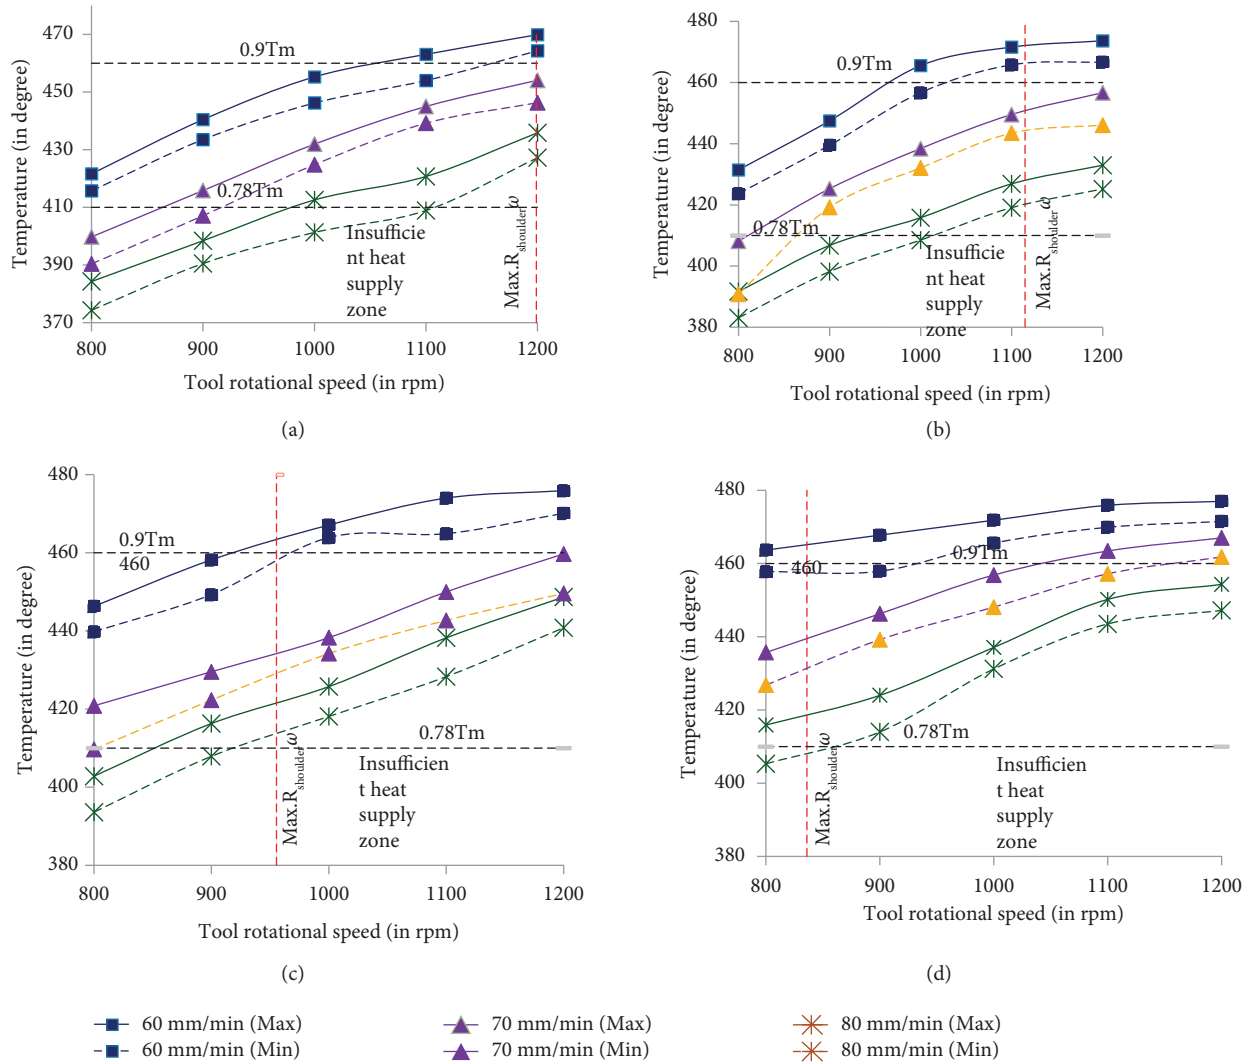 470
450
430
410
390
370
Temperature (in degree)
0.9Tm
0.78Tm
Insufficie
nt heat
supply
zone
Max.Rshoulderω
800 900 1000 1100 1200
Tool rotational speed (in rpm)
(a)
480
460
440
420
400
380
Temperature (in degree)
0.9Tm
0.78Tm
Insufficie
nt heat
supply
zone
Max.Rshoulderω
800 900 1000 1100 1200
Tool rotational speed (in rpm)
(b)
480
460
440
420
400
380
Temperature (in degree)
0.9Tm
460
0.78Tm
Insufficien
t heat
supply
zone
Max.Rshoulderω
800 900 1000 1100 1200
Tool rotational speed (in rpm)
(c)
480
460
440
420
400
380
Temperature (in degree)
0.9Tm
460
0.78Tm
Insufficien
t heat
supply
zone
Max.Rshoulderω
800 900 1000 1100 1200
Tool rotational speed (in rpm)
(d)
60 mm/min (Max)
60 mm/min (Min)
70 mm/min (Max)
70 mm/min (Min)
80 mm/min (Max)
80 mm/min (Min)